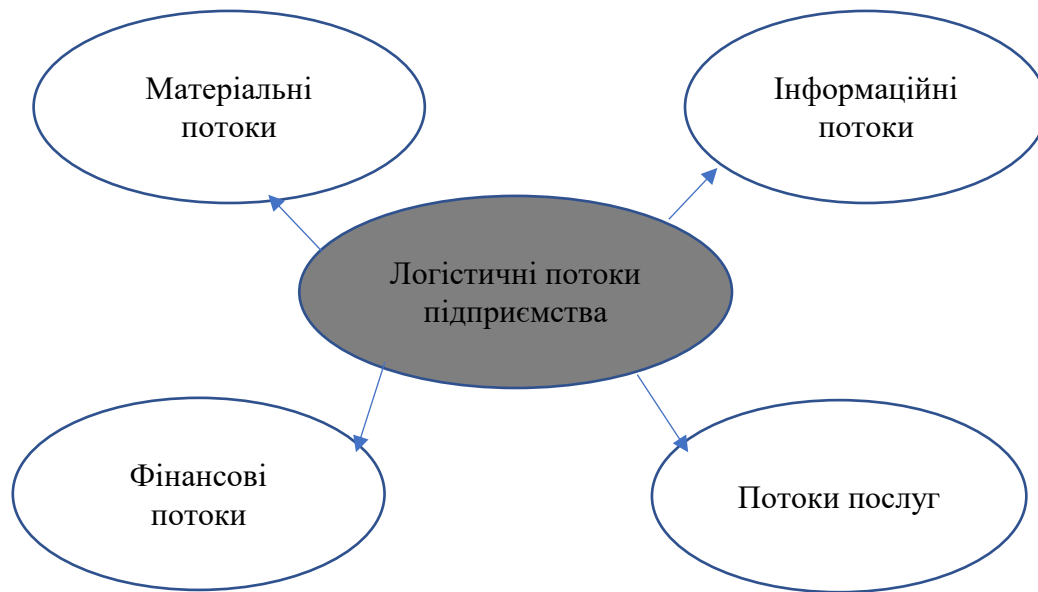 Матеріальні
потоки
Інформаційні
потоки
Логістичні потоки
підприємства
Фінансові
потоки
Потоки послуг